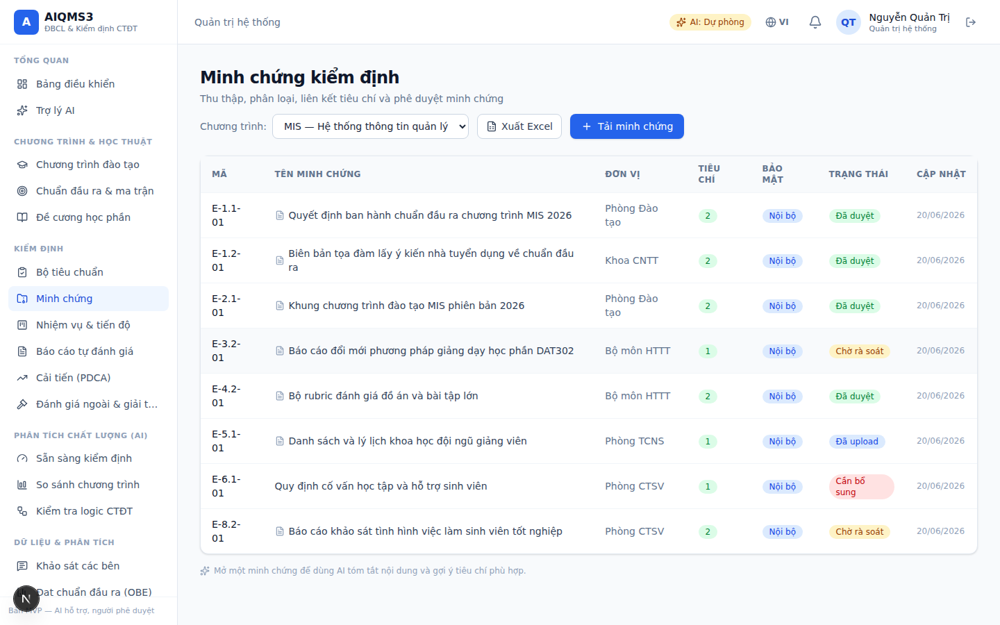 A
AIQMS3
ĐBCL & Kiểm định CTĐT
TỔNG QUAN
Bảng điều khiển
Trợ lý AI
CHƯƠNG TRÌNH & HỌC THUẬT
Chương trình đào tạo
Chuẩn đầu ra & ma trận
Đề cương học phần
KIỂM ĐỊNH
Bộ tiêu chuẩn
Minh chứng
Nhiệm vụ & tiến độ
Báo cáo tự đánh giá
Cải tiến (PDCA)
Đánh giá ngoài & giải t...
PHÂN TÍCH CHẤT LƯỢNG (AI)
Sẵn sàng kiểm định
So sánh chương trình
Kiểm tra logic CTĐT
DỮ LIỆU & PHÂN TÍCH
Khảo sát các bên
Đạt chuẩn đầu ra (OBE)
N
— AI hỗ trợ, người phê duyệt
Quản trị hệ thống
AI: Dự phòng
VI
QT
Nguyễn Quản Trị
Quản trị hệ thống
Minh chứng kiểm định
Thu thập, phân loại, liên kết tiêu chí và phê duyệt minh chứng
Chương trình: MIS — Hệ thống thông tin quản lý Xuất Excel + Tải minh chứng
MÃ TÊN MINH CHỨNG ĐƠN VỊ TIÊU CHÍ BẢO MẬT TRẠNG THÁI CẬP NHẬT
E-1.1-01 Quyết định ban hành chuẩn đầu ra chương trình MIS 2026 Phòng Đào tạo 2 Nội bộ Đã duyệt 20/06/2026
E-1.2-01 Biên bản tọa đàm lấy ý kiến nhà tuyển dụng về chuẩn đầu ra Khoa CNTT 2 Nội bộ Đã duyệt 20/06/2026
E-2.1-01 Khung chương trình đào tạo MIS phiên bản 2026 Phòng Đào tạo 2 Nội bộ Đã duyệt 20/06/2026
E-3.2-01 Báo cáo đổi mới phương pháp giảng dạy học phần DAT302 Bộ môn HTTT 1 Nội bộ Chờ rà soát 20/06/2026
E-4.2-01 Bộ rubric đánh giá đồ án và bài tập lớn Bộ môn HTTT 2 Nội bộ Đã duyệt 20/06/2026
E-5.1-01 Danh sách và lý lịch khoa học đội ngũ giảng viên Phòng TCNS 1 Nội bộ Đã upload 20/06/2026
E-6.1-01 Quy định cố vấn học tập và hỗ trợ sinh viên Phòng CTSV 1 Nội bộ Cần bổ sung 20/06/2026
E-8.2-01 Báo cáo khảo sát tình hình việc làm sinh viên tốt nghiệp Phòng CTSV 2 Nội bộ Chờ rà soát 20/06/2026
Mở một minh chứng để dùng AI tóm tắt nội dung và gợi ý tiêu chí phù hợp.